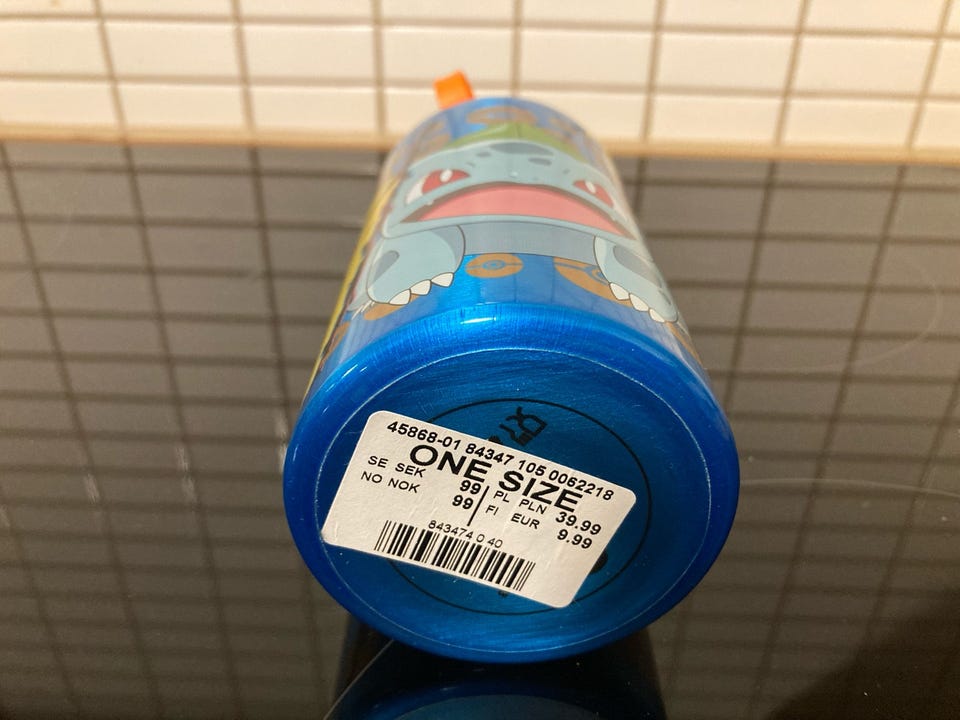 45868-01 84347 105 0062218
ONE SIZE
SE SEK 99 PL PLN 39.99
NO NOK 99 FI EUR 9.99
843474 0 40